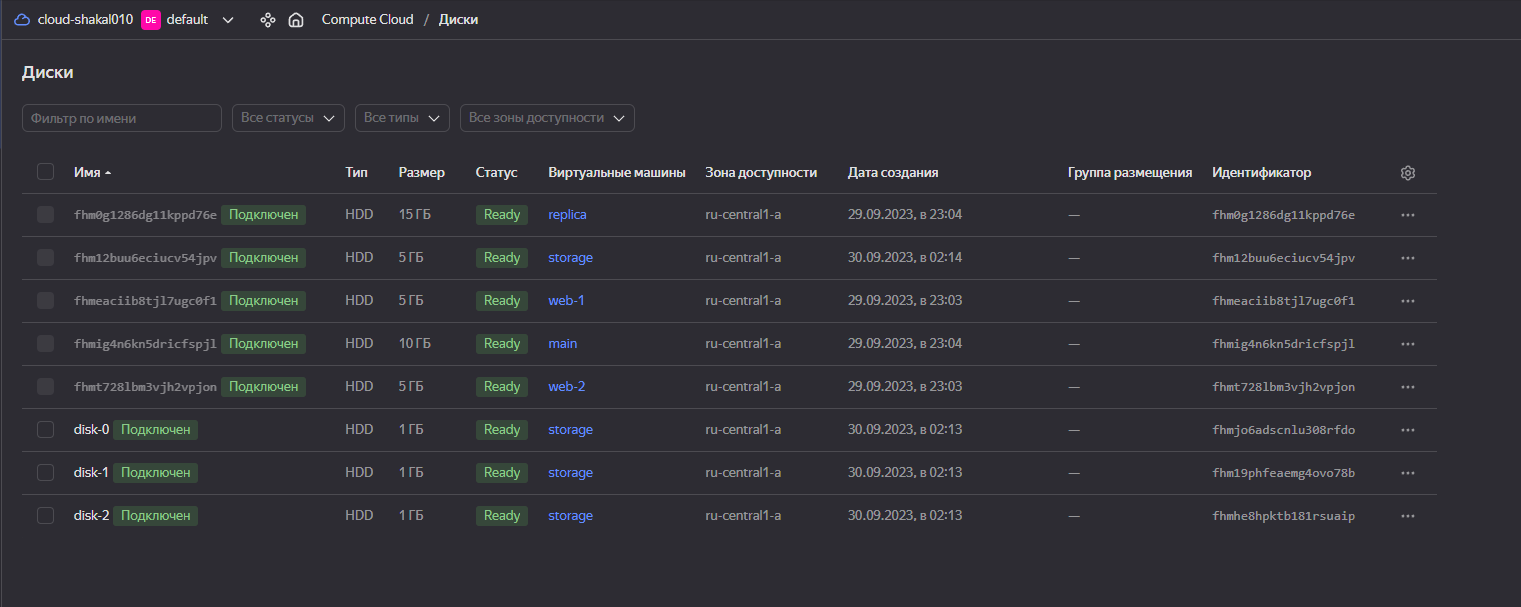 cloud-shakal010 DE default Compute Cloud / Диски
Диски
Фильтр по имени Все статусы Все типы Все зоны доступности
Имя Тип Размер Статус Виртуальные машины Зона доступности Дата создания Группа размещения Идентификатор
fhm0g1286dg11kppd76e Подключен HDD 15 ГБ Ready replica ru-central1-a 29.09.2023, в 23:04 — fhm0g1286dg11kppd76e ···
fhm12buu6eciucv54jpv Подключен HDD 5 ГБ Ready storage ru-central1-a 30.09.2023, в 02:14 — fhm12buu6eciucv54jpv ···
fhmeaciib8tjl7ugc0f1 Подключен HDD 5 ГБ Ready web-1 ru-central1-a 29.09.2023, в 23:03 — fhmeaciib8tjl7ugc0f1 ···
fhmig4n6kn5dricfspjl Подключен HDD 10 ГБ Ready main ru-central1-a 29.09.2023, в 23:04 — fhmig4n6kn5dricfspjl ···
fhmt728lbm3vjh2vpjon Подключен HDD 5 ГБ Ready web-2 ru-central1-a 29.09.2023, в 23:03 — fhmt728lbm3vjh2vpjon ···
disk-0 Подключен HDD 1 ГБ Ready storage ru-central1-a 30.09.2023, в 02:13 — fhmjo6adscnlu308rfdo ···
disk-1 Подключен HDD 1 ГБ Ready storage ru-central1-a 30.09.2023, в 02:13 — fhm19phfeaemg4ovo78b ···
disk-2 Подключен HDD 1 ГБ Ready storage ru-central1-a 30.09.2023, в 02:13 — fhmhe8hpktb181rsuaip ···